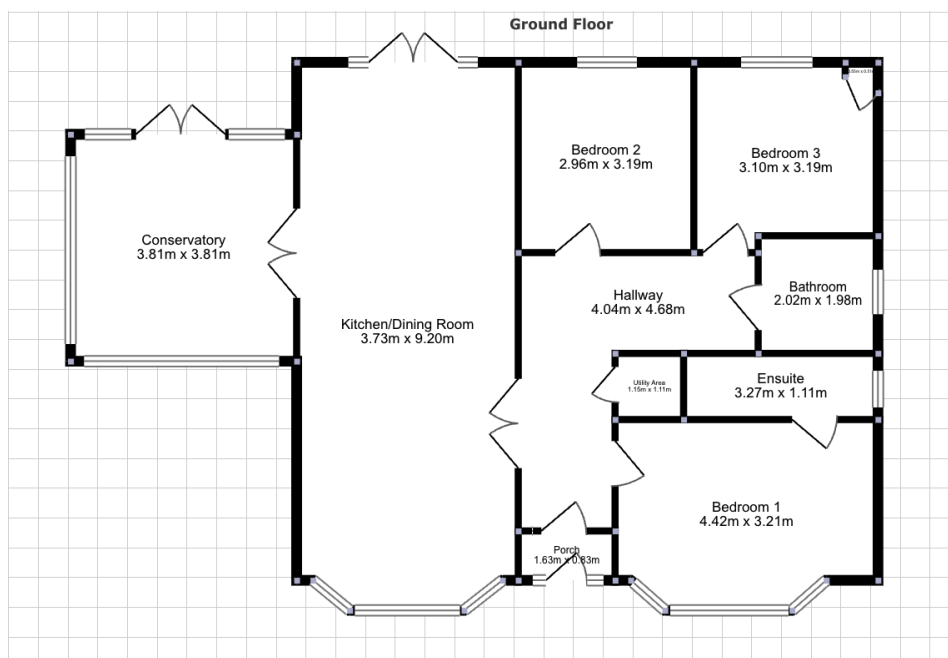 Ground Floor
Bedroom 2
2.96m x 3.19m
Bedroom 3
3.10m x 3.19m
Conservatory
3.81m x 3.81m
Hallway
4.04m x 4.68m
Bathroom
2.02m x 1.98m
Kitchen/Dining Room
3.73m x 9.20m
Utility Area
1.15m x 1.11m
Ensuite
3.27m x 1.11m
Bedroom 1
4.42m x 3.21m
Porch
1.63m x 0.83m